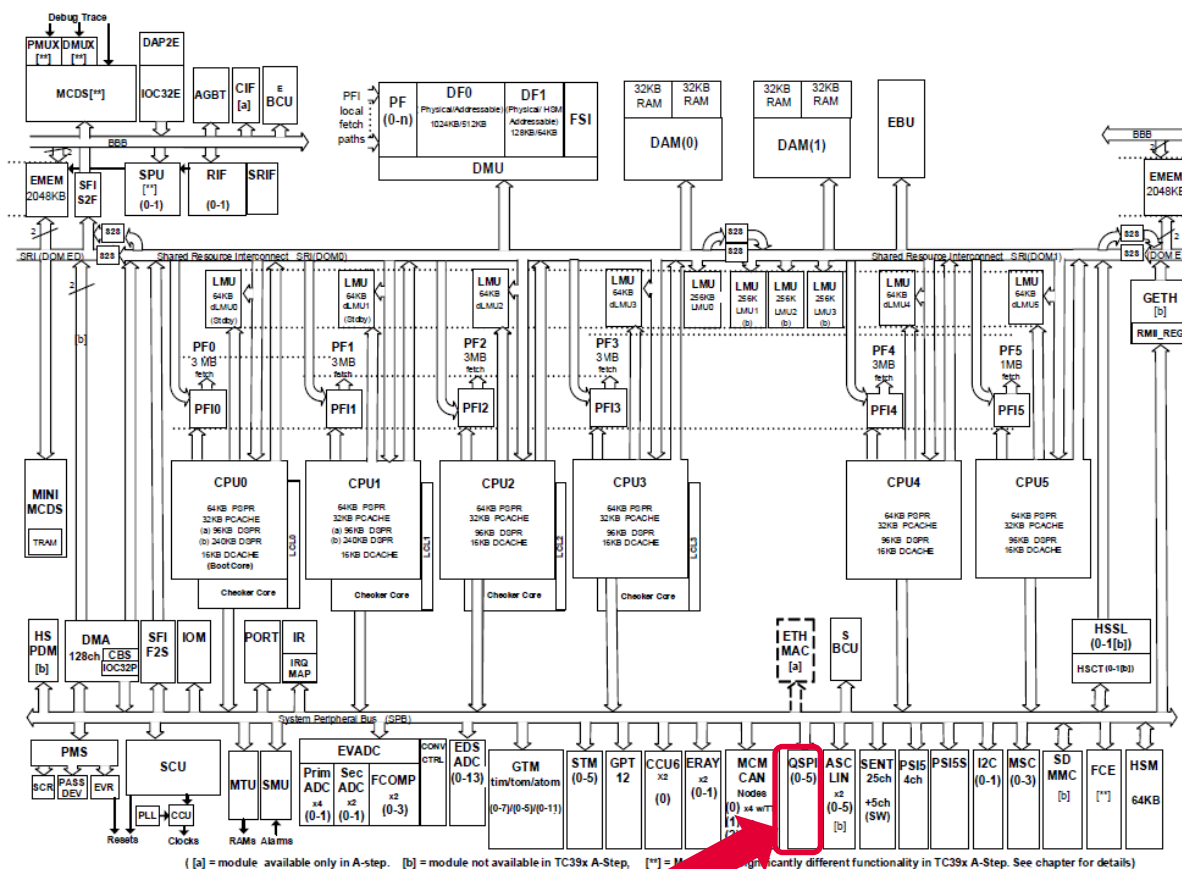 Debug Trace
PMUX
[**]
DMUX
[**]
MCDS[**]
DAP2E
IOC32E
AGBT
CIF
[a]
E
BCU
BBB
2
EMEM
2048KB
SFI
S2F
SPU
[**]
(0-1)
RIF
(0-1)
SRIF
PFI
local
fetch
paths
PF
(0-n)
DF0
(Physical/Addressable)
1024KB/512KB
DF1
(Physical/ HSM
Addressable)
128KB/64KB
FSI
DMU
32KB
RAM
32KB
RAM
DAM(0)
32KB
RAM
32KB
RAM
DAM(1)
EBU
BBB
2
EMEM
2048KB
2
S2S
S2S
S2S
S2S
S2S
S2S
2
SRI (DOM.ED)
Shared Resource Interconnect SRI(DOM0)
Shared Resource Interconnect SRI(DOM1)
2
[b]
LMU
64KB
dLMU0
(Stdby)
LMU
64KB
dLMU1
(Stdby)
LMU
64KB
dLMU2
LMU
64KB
dLMU3
LMU
256KB
LMU0
LMU
256K
LMU1
(b)
LMU
256K
LMU2
(b)
LMU
256K
LMU3
(b)
LMU
64KB
dLMU4
LMU
64KB
dLMU5
GETH
[b]
RMII_REG
PF0
3 MB
fetch
PF1
3 MB
fetch
PF2
3MB
fetch
PF3
3 MB
fetch
PF4
3MB
fetch
PF5
1MB
fetch
PFI0
PFI1
PFI2
PFI3
PFI4
PFI5
MINI
MCDS
TRAM
CPU0
64KB PSPR
32KB PCACHE
(a) 96KB DSPR
(b) 240KB DSPR
16KB DCACHE
(Boot Core)
LCL0
Checker Core
CPU1
64KB PSPR
32KB PCACHE
(a) 96KB DSPR
(b) 240KB DSPR
16KB DCACHE
LCL1
Checker Core
CPU2
64KB PSPR
32KB PCACHE
96KB DSPR
16KB DCACHE
LCL2
Checker Core
CPU3
64KB PSPR
32KB PCACHE
96KB DSPR
16KB DCACHE
LCL3
Checker Core
CPU4
64KB PSPR
32KB PCACHE
96KB DSPR
16KB DCACHE
CPU5
64KB PSPR
32KB PCACHE
96KB DSPR
16KB DCACHE
HS
PDM
[b]
DMA
128ch
CBS
IOC32P
SFI
F2S
IOM
PORT
IR
IRQ
MAP
ETH
MAC
[a]
S
BCU
HSSL
(0-1[b])
HSCT (0-1[b])
System Peripheral Bus (SPB)
PMS
SCR
PASS
DEV
EVR
Resets
SCU
PLL
CCU
Clocks
MTU
RAMs
SMU
Alarms
EVADC
Prim
ADC
x4
(0-1)
Sec
ADC
x2
(0-1)
FCOMP
x2
(0-3)
CONV
CTRL
EDS
ADC
(0-13)
GTM
tim/tom/atom
(0-7)/(0-5)/(0-11)
STM
(0-5)
GPT
12
CCU6
x2
(0)
ERAY
x2
(0-1)
MCM
CAN
Nodes
(0) x4 w/TT
(1)
QSPI
(0-5)
ASC
LIN
x2
(0-5)
[b]
SENT
25ch
+5ch
(SW)
PSI5
4ch
PSI5S
I2C
(0-1)
MSC
(0-3)
SD
MMC
[b]
FCE
[**]
HSM
64KB
( [a] = module available only in A-step. [b] = module not available in TC39x A-Step, [**] = M significantly different functionality in TC39x A-Step. See chapter for details)